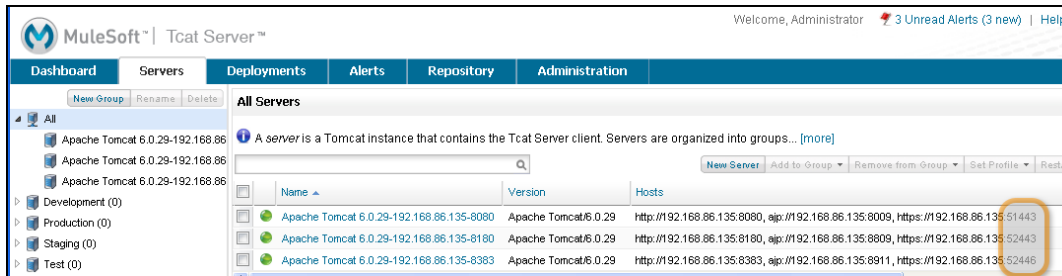 Welcome, Administrator 3 Unread Alerts (3 new) | Help
MuleSoft™ | Tcat Server™
Dashboard Servers Deployments Alerts Repository Administration
New Group Rename Delete
All Servers
All
A server is a Tomcat instance that contains the Tcat Server client. Servers are organized into groups... [more]
Apache Tomcat 6.0.29-192.168.86
Apache Tomcat 6.0.29-192.168.86
New Server Add to Group Remove from Group Set Profile Rest
Apache Tomcat 6.0.29-192.168.86
Name Version Hosts
Development (0)
Production (0)
Staging (0)
Test (0)
Apache Tomcat 6.0.29-192.168.86.135-8080 Apache Tomcat/6.0.29 http://192.168.86.135:8080, ajp://192.168.86.135:8009, https://192.168.86.135:51443
Apache Tomcat 6.0.29-192.168.86.135-8180 Apache Tomcat/6.0.29 http://192.168.86.135:8180, ajp://192.168.86.135:8809, https://192.168.86.135:52443
Apache Tomcat 6.0.29-192.168.86.135-8383 Apache Tomcat/6.0.29 http://192.168.86.135:8383, ajp://192.168.86.135:8911, https://192.168.86.135:52446